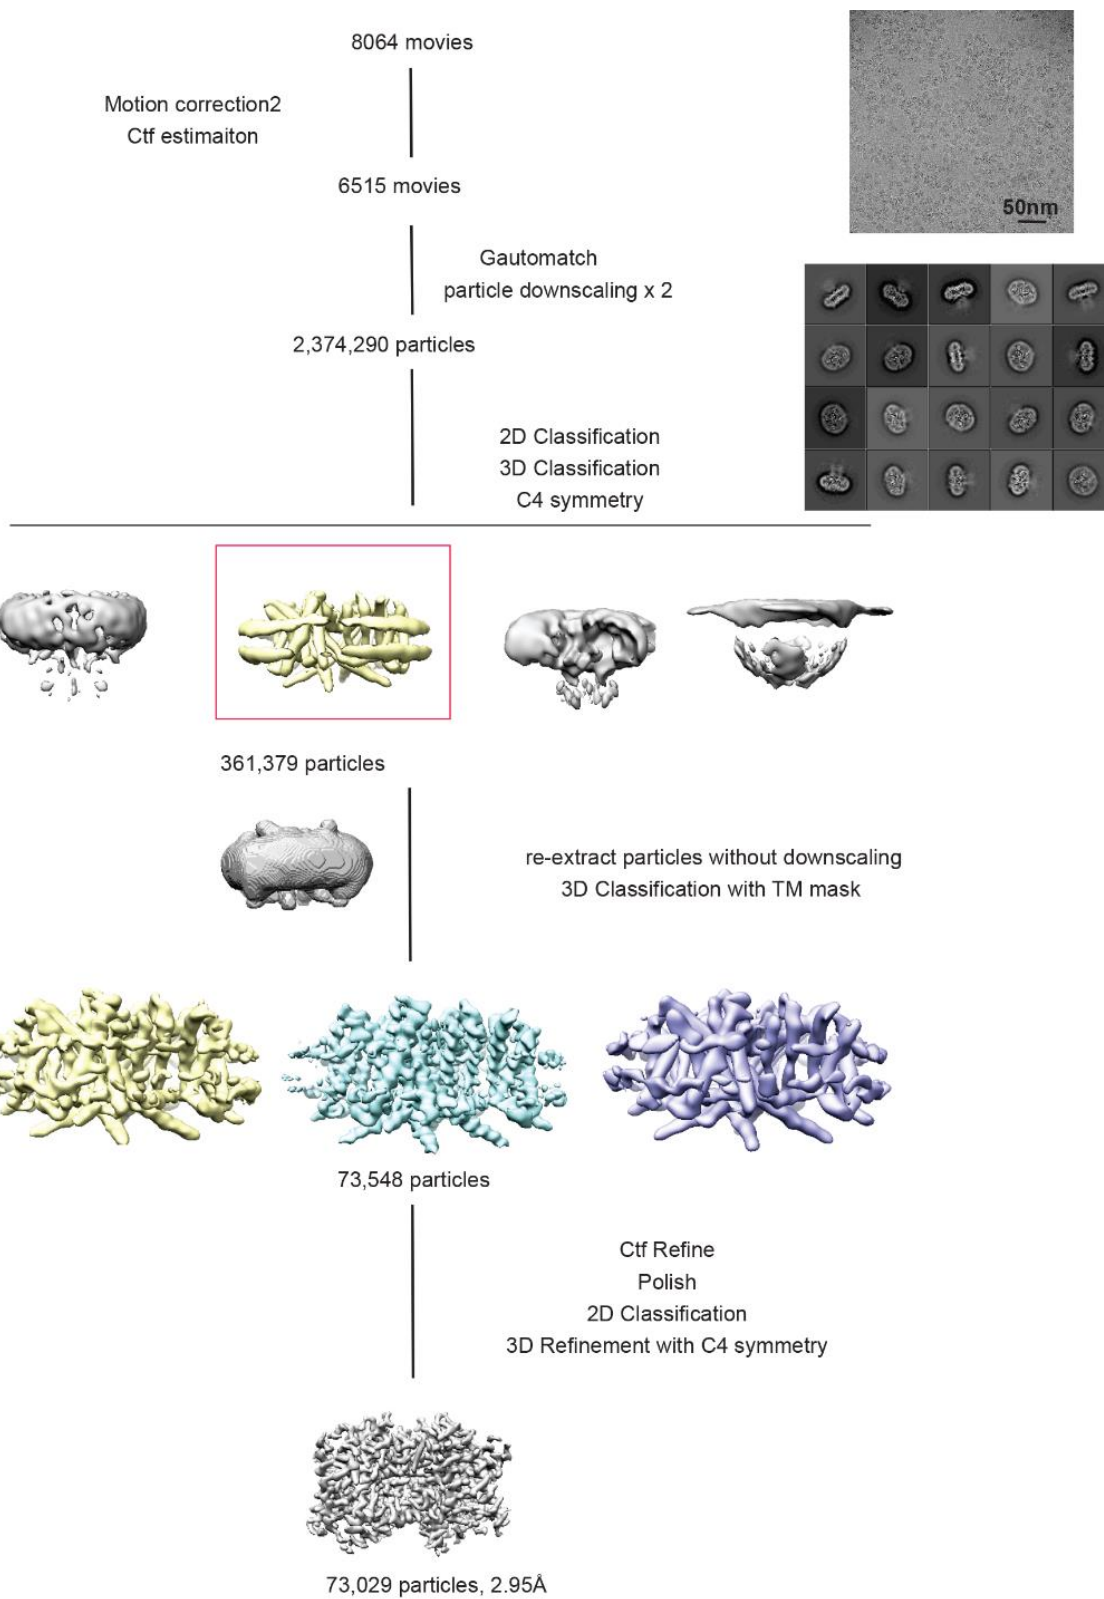 8064 movies
Motion correction2
Ctf estimaiton
6515 movies
50nm
Gautomatch
particle downscaling x 2
2,374,290 particles
2D Classification
3D Classification
C4 symmetry
361,379 particles
re-extract particles without downscaling
3D Classification with TM mask
73,548 particles
Ctf Refine
Polish
2D Classification
3D Refinement with C4 symmetry
73,029 particles, 2.95Å